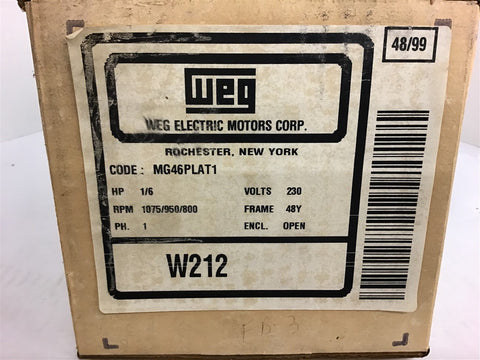 48/99
WEG
WEG ELECTRIC MOTORS CORP.
ROCHESTER, NEW YORK
CODE: MG46PLAT1
HP 1/6 VOLTS 230
RPM 1075/950/800 FRAME 48Y
PH. 1 ENCL. OPEN
W212